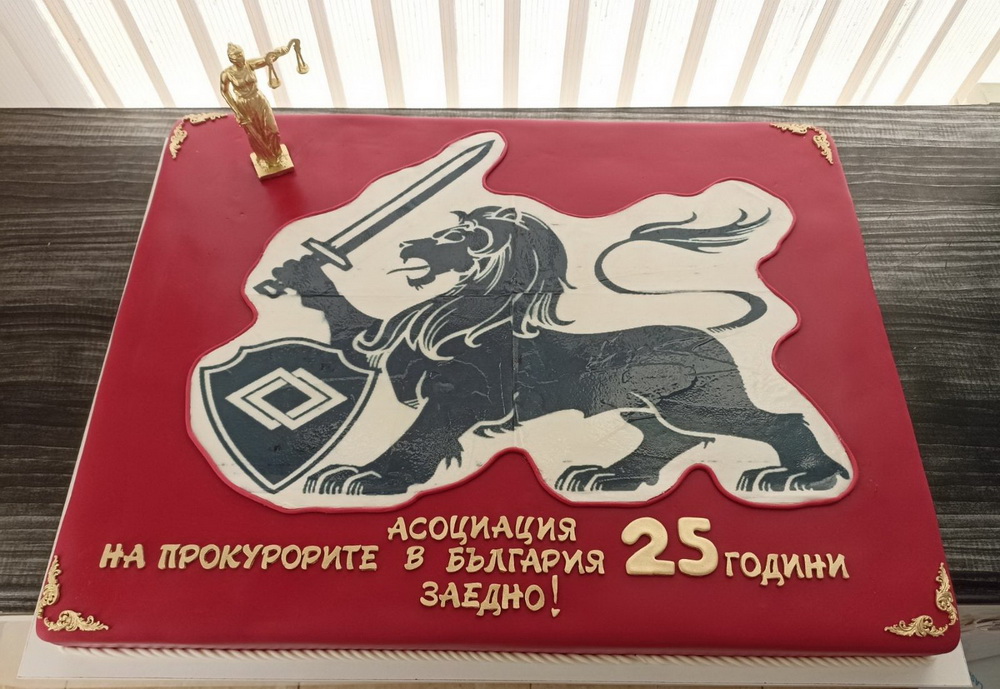 АСОЦИАЦИЯ
НА ПРОКУРОРИТЕ В БЪЛГАРИЯ 25 ГОДИНИ
ЗАЕДНО!